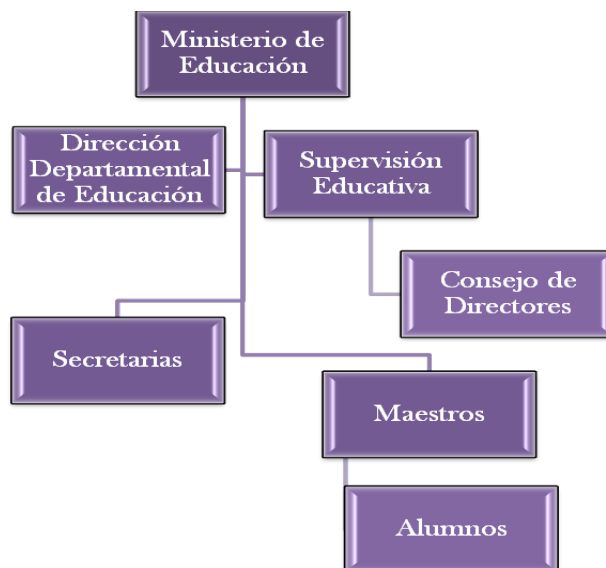 Ministerio de
Educación
Dirección
Departamental
de Educación
Supervisión
Educativa
Consejo de
Directores
Secretarias
Maestros
Alumnos